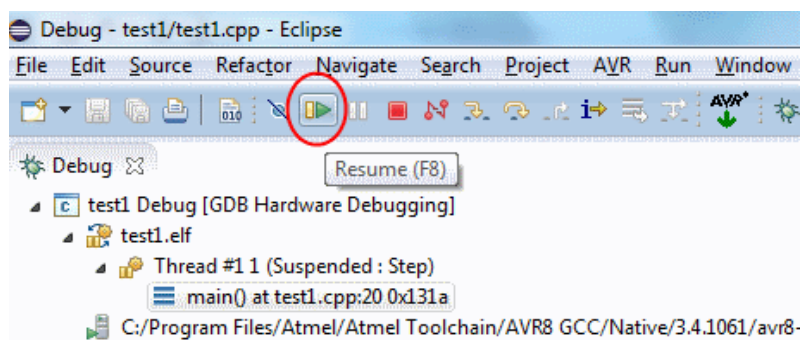 Debug - test1/test1.cpp - Eclipse
File Edit Source Refactor Navigate Search Project AVR Run Window
010 AVR
Debug
Resume (F8)
c test1 Debug [GDB Hardware Debugging]
test1.elf
Thread #1 1 (Suspended : Step)
main() at test1.cpp:20 0x131a
C:/Program Files/Atmel/Atmel Toolchain/AVR8 GCC/Native/3.4.1061/avr8-